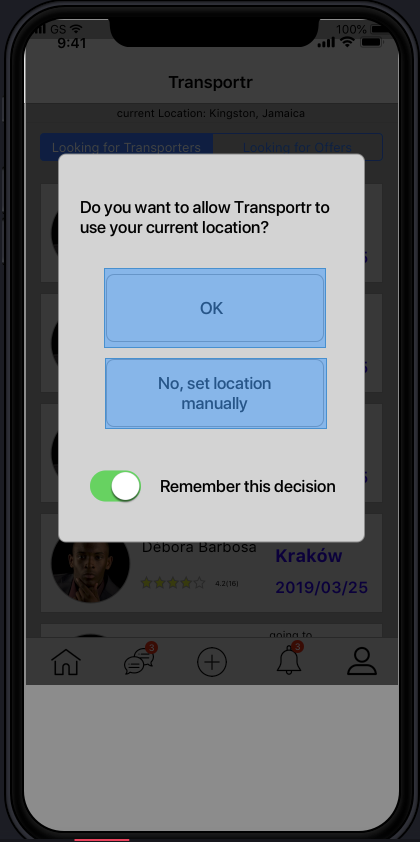 GS 100%
9:41
Transportr
current Location: Kingston, Jamaica
Looking for Transporters Looking for Offers
Do you want to allow Transportr to
use your current location?
OK
No, set location
manually
Remember this decision
Debora Barbosa
Kraków
4.2(16)
2019/03/25
going to
3
3